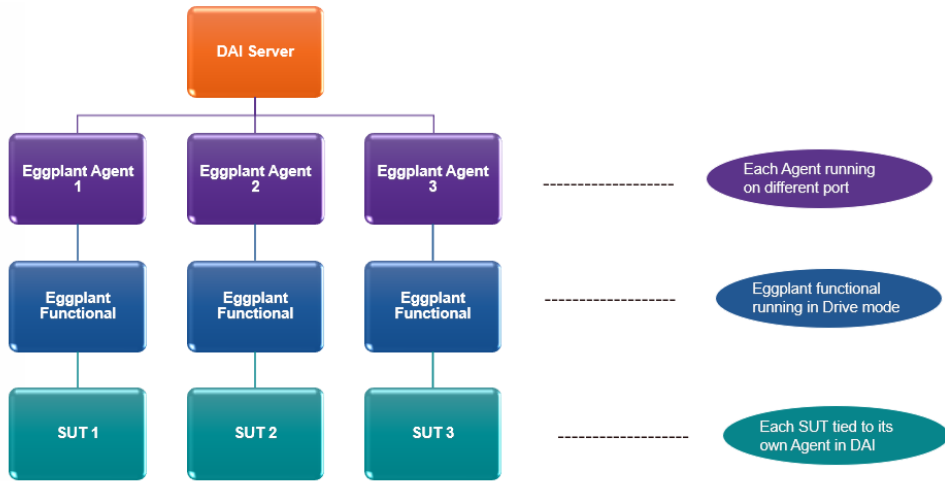 DAI Server
Eggplant Agent
1
Eggplant Agent
2
Eggplant Agent
3
Each Agent running
on different port
Eggplant
Functional
Eggplant
Functional
Eggplant
Functional
Eggplant functional
running in Drive mode
SUT 1
SUT 2
SUT 3
Each SUT tied to its
own Agent in DAI